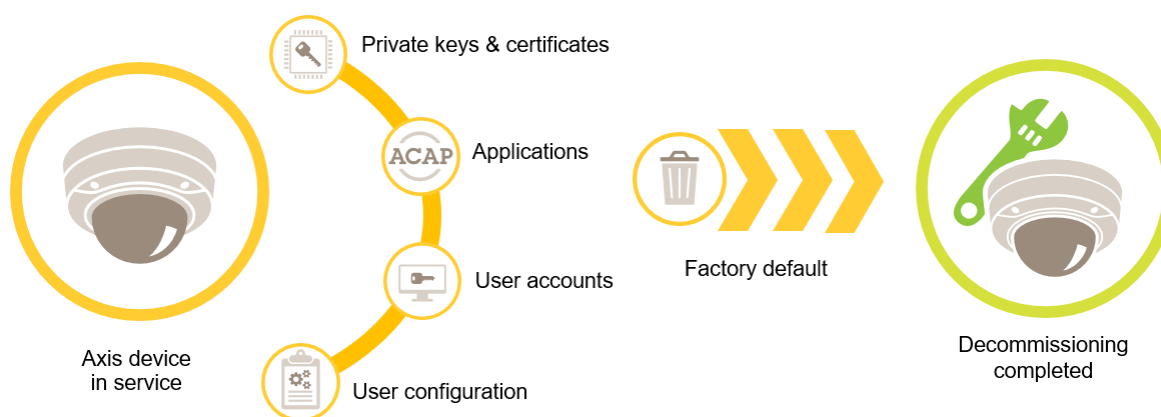 Private keys & certificates
ACAP
Applications
User accounts
User configuration
Axis device
in service
Factory default
Decommissioning
completed